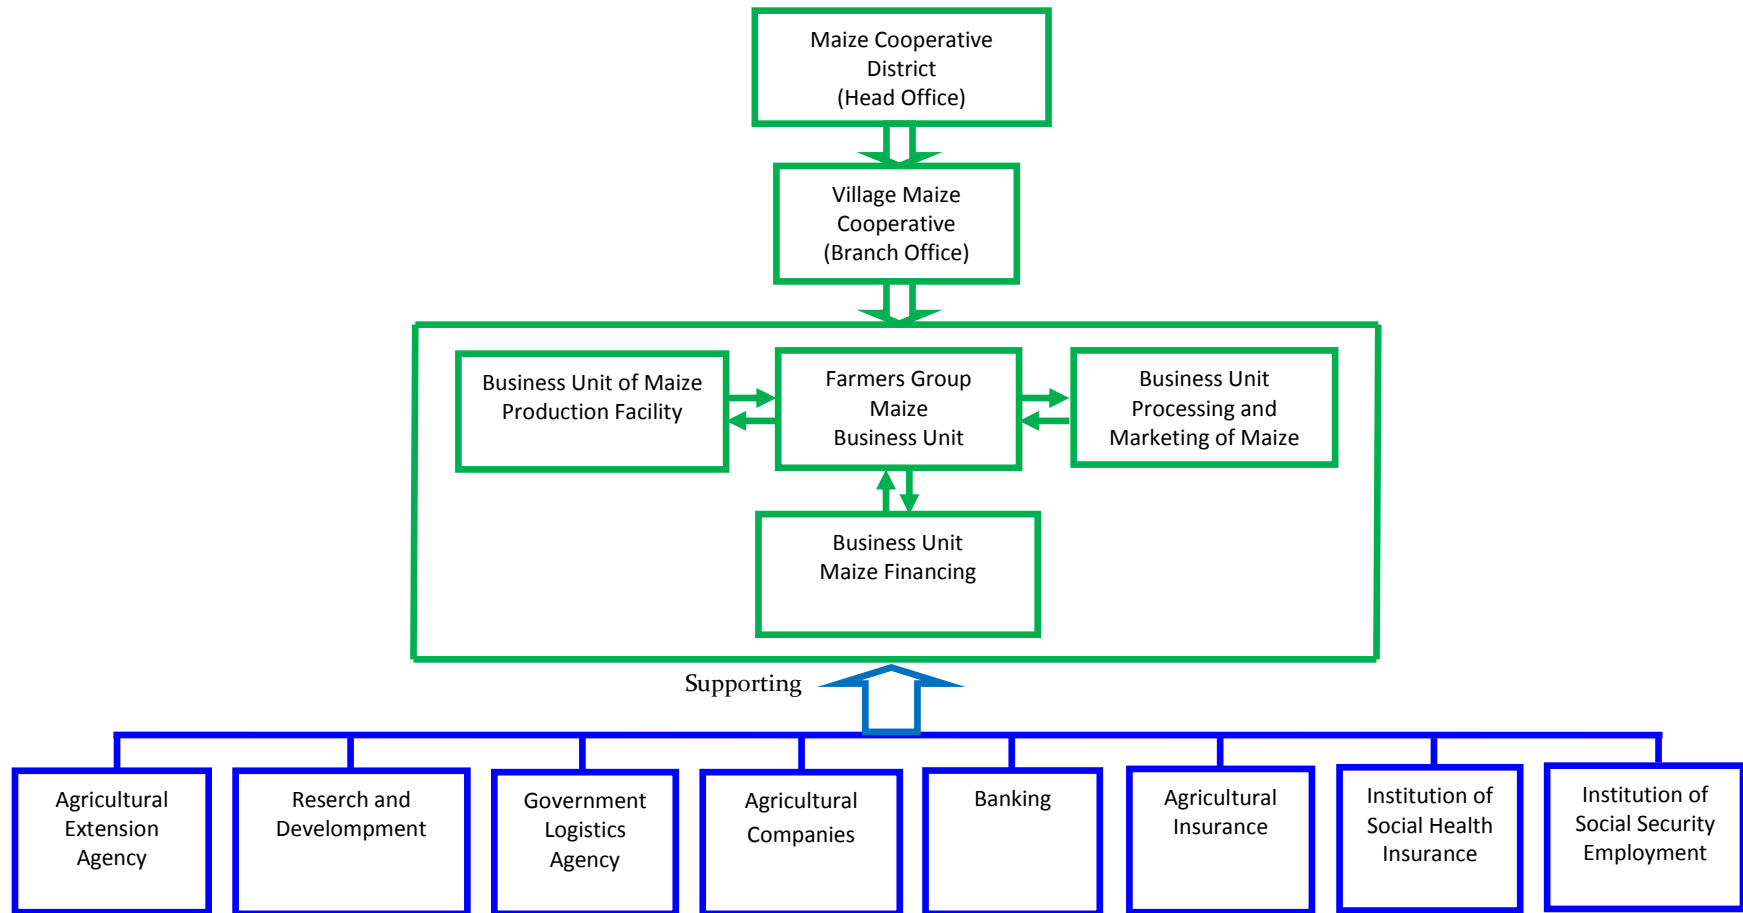 Maize Cooperative
District
(Head Office)
Village Maize
Cooperative
(Branch Office)
Business Unit of Maize
Production Facility
Farmers Group
Maize
Business Unit
Business Unit
Processing and
Marketing of Maize
Business Unit
Maize Financing
Supporting
Agricultural
Extension
Agency
Reserch and
Develompment
Government
Logistics
Agency
Agricultural
Companies
Banking
Agricultural
Insurance
Institution of
Social Health
Insurance
Institution of
Social Security
Employment